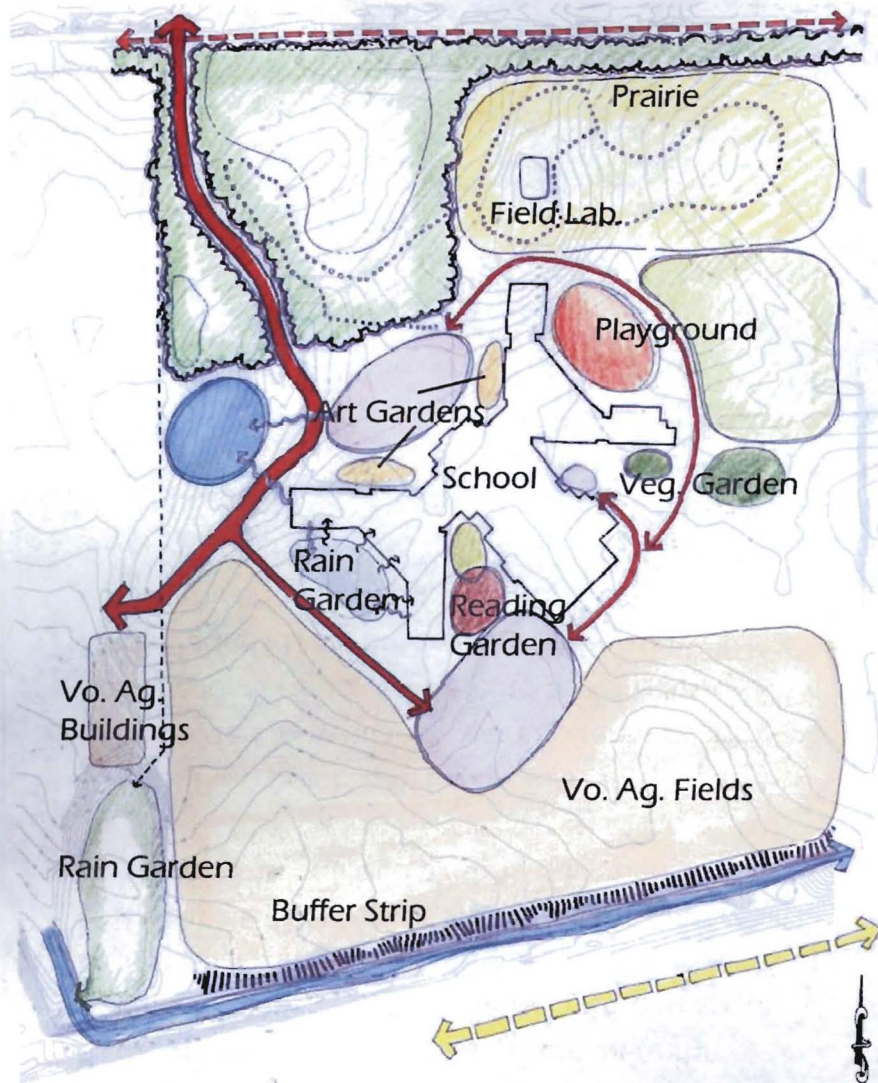 Prairie
Field Lab.
Playground
Art Gardens
School
Veg. Garden
Rain
Garden
Reading
Garden
Vo. Ag.
Buildings
Vo. Ag. Fields
Rain Garden
Buffer Strip